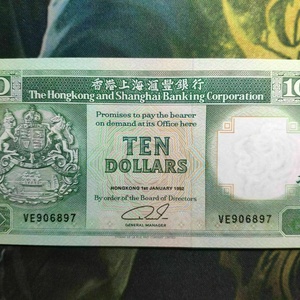 香港上海滙豐銀行
The Hongkong and Shanghai Banking Corporation
Promises to pay the bearer
on demand at its Office here
TEN
DOLLARS
HONGKONG 1st JANUARY
By order of the Board of Directors
GENERAL MANAGER
VE906897
VE906897